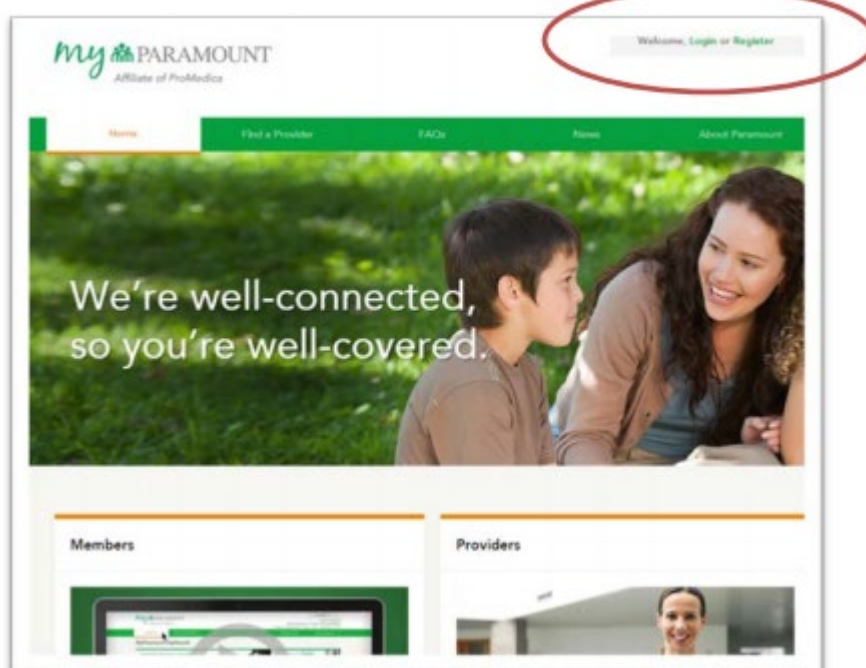 Welcome, Login or Register
my PARAMOUNT
Affiliate of ProMedica
Home Find a Provider FAQs News About Paramount
We're well-connected,
so you're well-covered.
Members Providers